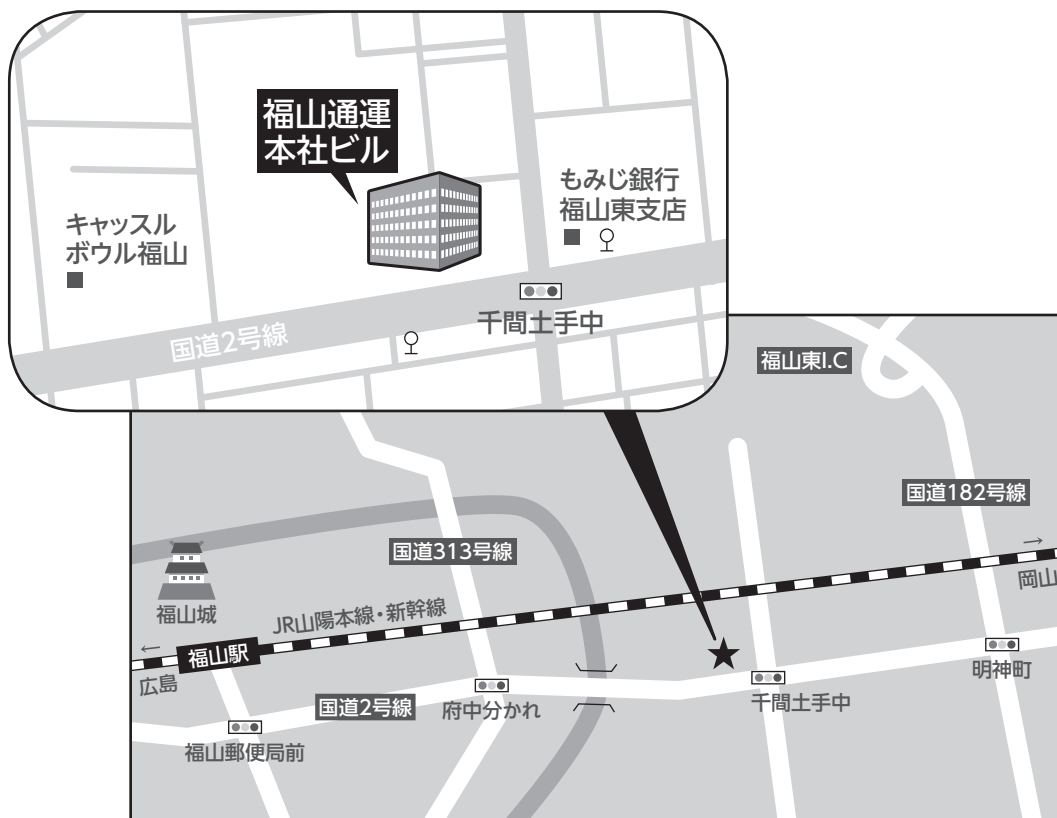 福山通運
本社ビル
キャッスル
ボウル福山
もみじ銀行
福山東支店
千間土手中
国道2号線
福山東I.C
国道182号線
国道313号線
→
岡山
福山城
JR山陽本線・新幹線
←
広島
福山駅
明神町
国道2号線
府中分かれ
千間土手中
福山郵便局前